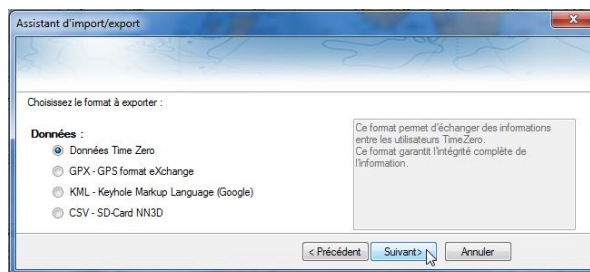 Assistant d'import/export
Choisissez le format à exporter :
Données :
Données Time Zero
GPX - GPS format eXchange
KML - Keyhole Markup Language (Google)
CSV - SD-Card NN3D
Ce format permet d'échanger des informations
entre les utilisateurs TimeZero.
Ce format garantit l'intégrité complète de
l'information.
< Précédent
Suivant>
Annuler